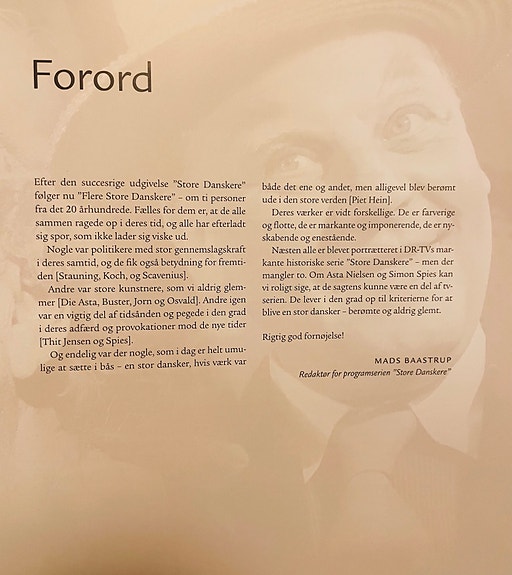 Forord
Efter den succesrige udgivelse ”Store Danskere”
følger nu ”Flere Store Danskere” – om ti personer
fra det 20 århundrede. Fælles for dem er, at de alle
sammen ragede op i deres tid, og alle har efterladt
sig spor, som ikke lader sig viske ud.
Nogle var politikere med stor gennemslagskraft
i deres samtid, og de fik også betydning for fremti-
den [Stauning, Koch, og Scavenius].
Andre var store kunstnere, som vi aldrig glem-
mer [Die Asta, Buster, Jorn og Osvald]. Andre igen
var en vigtig del af tidsånden og pegede i den grad
i deres adfærd og provokationer mod de nye tider
[Thit Jensen og Spies].
Og endelig var der nogle, som i dag er helt umu-
lige at sætte i bås – en stor dansker, hvis værk var
både det ene og andet, men alligevel blev berømt
ude i den store verden [Piet Hein].
Deres værker er vidt forskellige. De er farverige
og flotte, de er markante og imponerende, de er ny-
skabende og enestående.
Næsten alle er blevet portrætteret i DR-TVs mar-
kante historiske serie ”Store Danskere” – men der
mangler to. Om Asta Nielsen og Simon Spies kan
vi roligt sige, at de sagtens kunne være en del af tv-
serien. De lever i den grad op til kriterierne for at
blive en stor dansker – berømte og aldrig glemt.
Rigtig god fornøjelse!
MADS BAASTRUP
Redaktør for programserien ”Store Danskere”